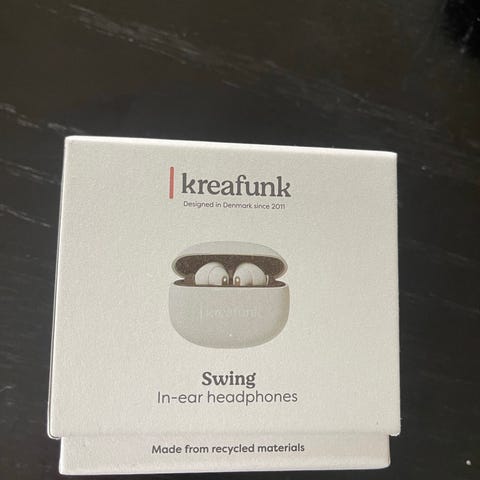 kreafunk
Designed in Denmark since 2011
kreafunk
Swing
In-ear headphones
Made from recycled materials